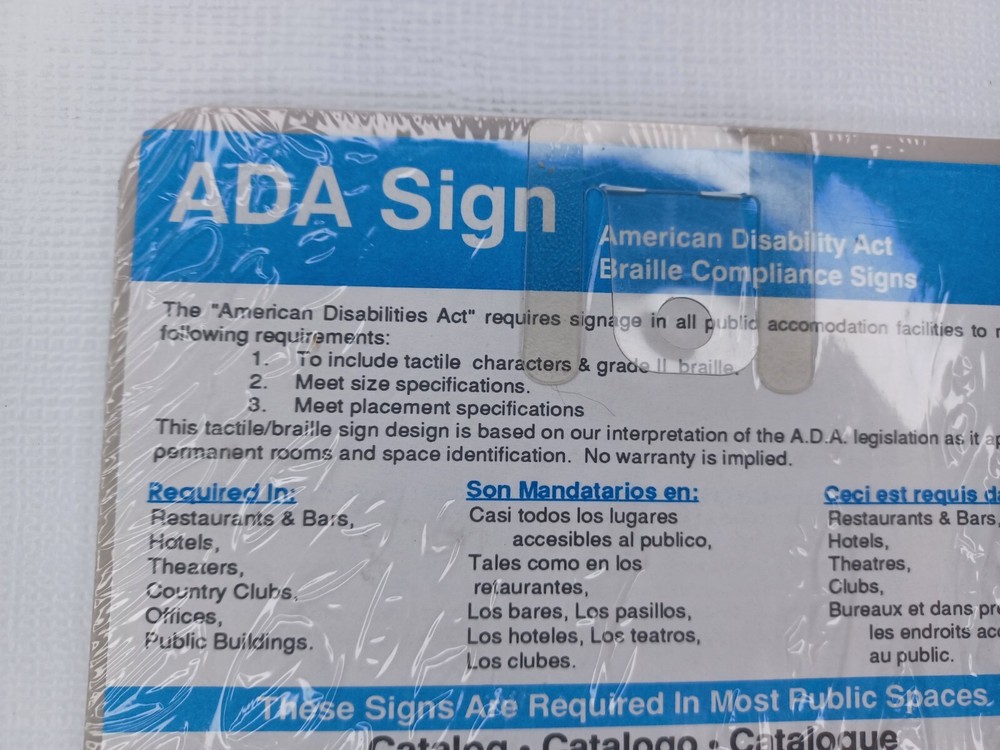 ADA Sign
American Disability Act
Braille Compliance Signs
The "American Disabilities Act" requires signage in all public accomodation facilities to
following requirements:
1. To include tactile characters & grade II braille.
2. Meet size specifications.
3. Meet placement specifications
This tactile/braille sign design is based on our interpretation of the A.D.A. legislation as it
permanent rooms and space identification. No warranty is implied.
Required In:
Restaurants & Bars,
Hotels,
Theaters,
Country Clubs,
Offices,
Public Buildings.
Son Mandatarios en:
Casi todos los lugares
accesibles al publico,
Tales como en los
retaurantes,
Los bares, Los pasillos,
Los hoteles, Los teatros,
Los clubes.
Ceci est requis
Restaurants & Bars,
Hotels,
Theatres,
Clubs,
Bureaux et dans
les endroits
au public.
These Signs Are Required In Most Public Spaces.
Catalog • Catalogo • Catalogue